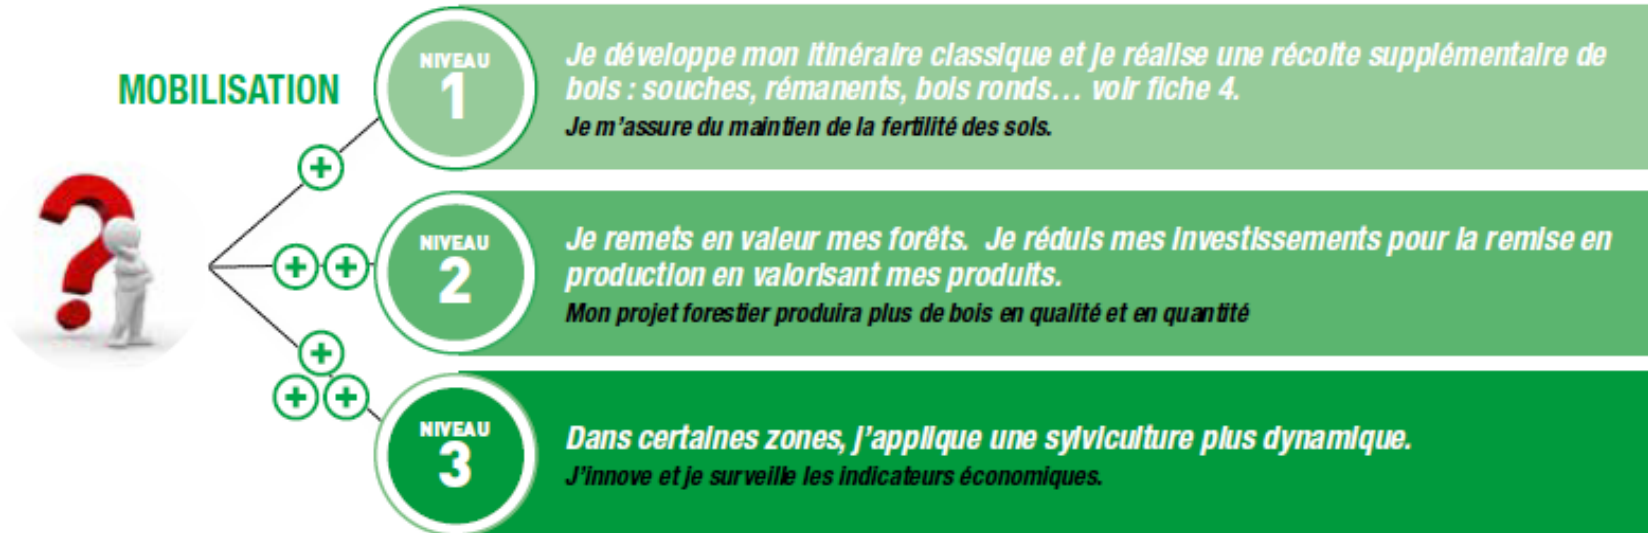 MOBILISATION
NIVEAU
1
Je développe mon itinéraire classique et je réalise une récolte supplémentaire de
bois : souches, rémanents, bois ronds... voir fiche 4.
Je m'assure du maintien de la fertilité des sols.
NIVEAU
2
Je remets en valeur mes forêts. Je réduis mes investissements pour la remise en
production en valorisant mes produits.
Mon projet forestier produira plus de bois en qualité et en quantité
NIVEAU
3
Dans certaines zones, j'applique une sylviculture plus dynamique.
J'innove et je surveille les indicateurs économiques.